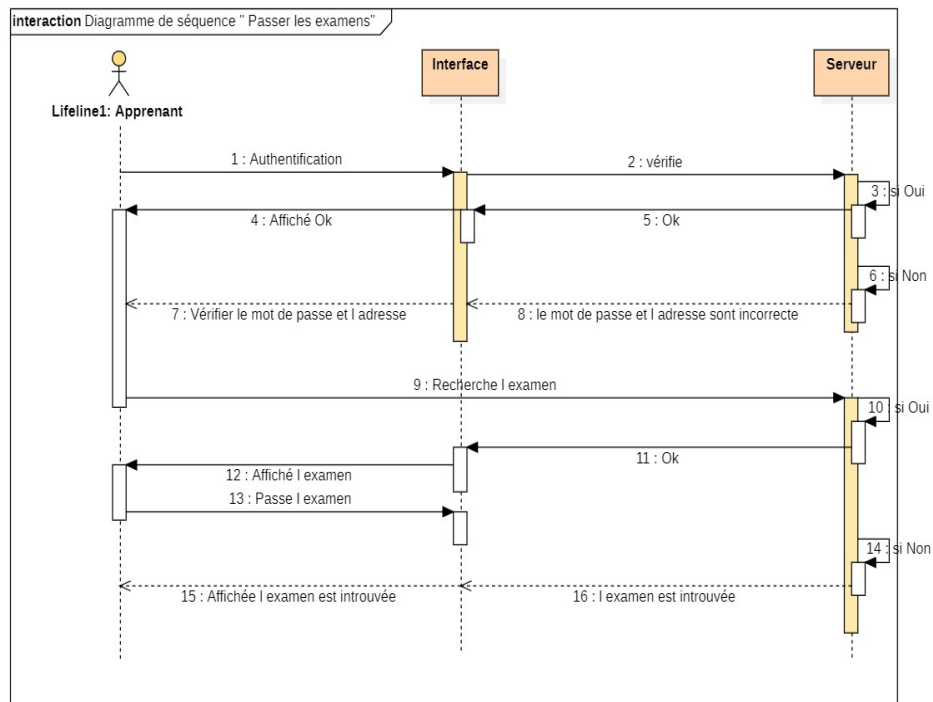 interaction Diagramme de séquence " Passer les examens"
Interface
Serveur
Lifeline1: Apprenant
1 : Authentification
2 : vérifie
3 : si Oui
4 : Affiché Ok
5 : Ok
6 : si Non
7 : Vérifier le mot de passe et l adresse
8 : le mot de passe et l adresse sont incorrecte
9 : Recherche l examen
10 : si Oui
11 : Ok
12 : Affiché l examen
13 : Passe l examen
14 : si Non
15 : Affichée l examen est introuvée
16 : l examen est introuvée